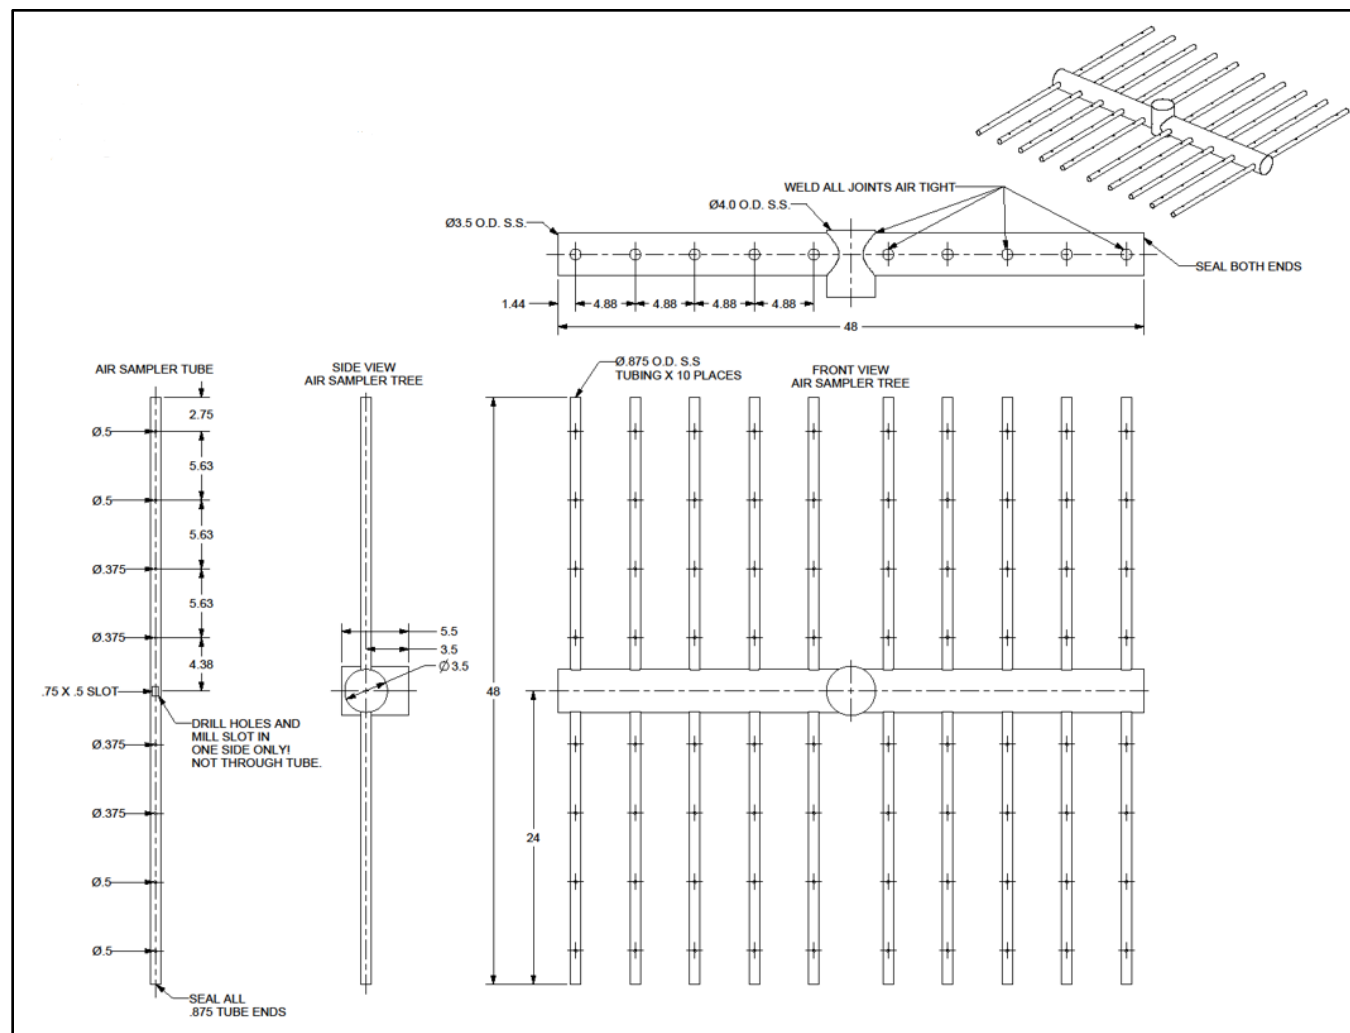 WELD ALL JOINTS AIR TIGHT
Ø4.0 O.D. S.S.
Ø3.5 O.D. S.S.
SEAL BOTH ENDS
1.44
4.88
4.88
4.88
4.88
48
AIR SAMPLER TUBE
2.75
Ø.5
5.63
Ø.5
5.63
Ø.375
5.63
Ø.375
4.38
.75 X .5 SLOT
DRILL HOLES AND
MILL SLOT IN
ONE SIDE ONLY!
NOT THROUGH TUBE.
Ø.375
Ø.375
Ø.5
Ø.5
SEAL ALL
.875 TUBE ENDS
SIDE VIEW
AIR SAMPLER TREE
5.5
3.5
Ø3.5
Ø.875 O.D. S.S
TUBING X 10 PLACES
FRONT VIEW
AIR SAMPLER TREE
48
24